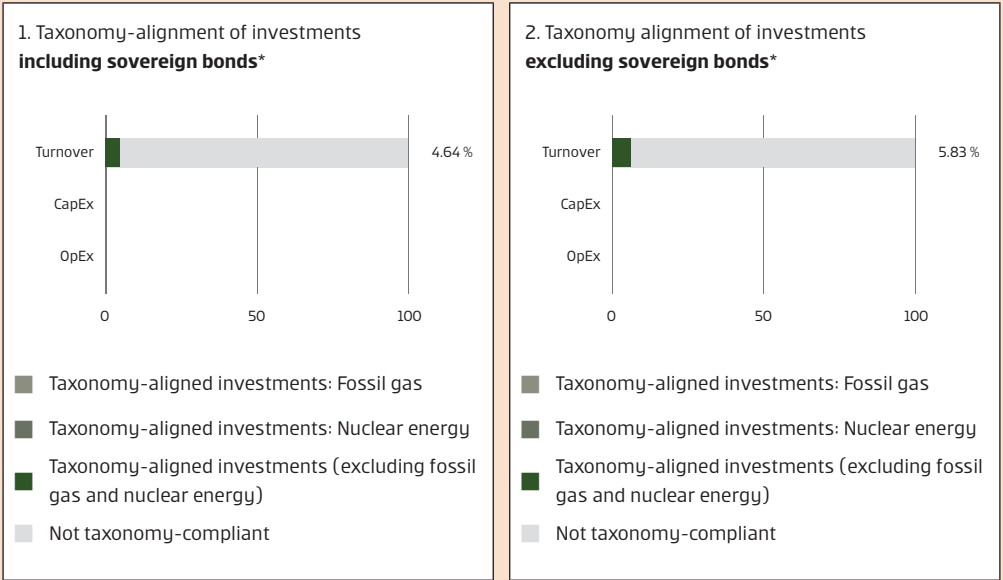 1. Taxonomy-alignment of investments
including sovereign bonds*
Turnover
4.64 %
CapEx
OpEx
0
50
100
Taxonomy-aligned investments: Fossil gas
Taxonomy-aligned investments: Nuclear energy
Taxonomy-aligned investments (excluding fossil
gas and nuclear energy)
Not taxonomy-compliant
2. Taxonomy alignment of investments
excluding sovereign bonds*
Turnover
5.83 %
CapEx
OpEx
0
50
100
Taxonomy-aligned investments: Fossil gas
Taxonomy-aligned investments: Nuclear energy
Taxonomy-aligned investments (excluding fossil
gas and nuclear energy)
Not taxonomy-compliant